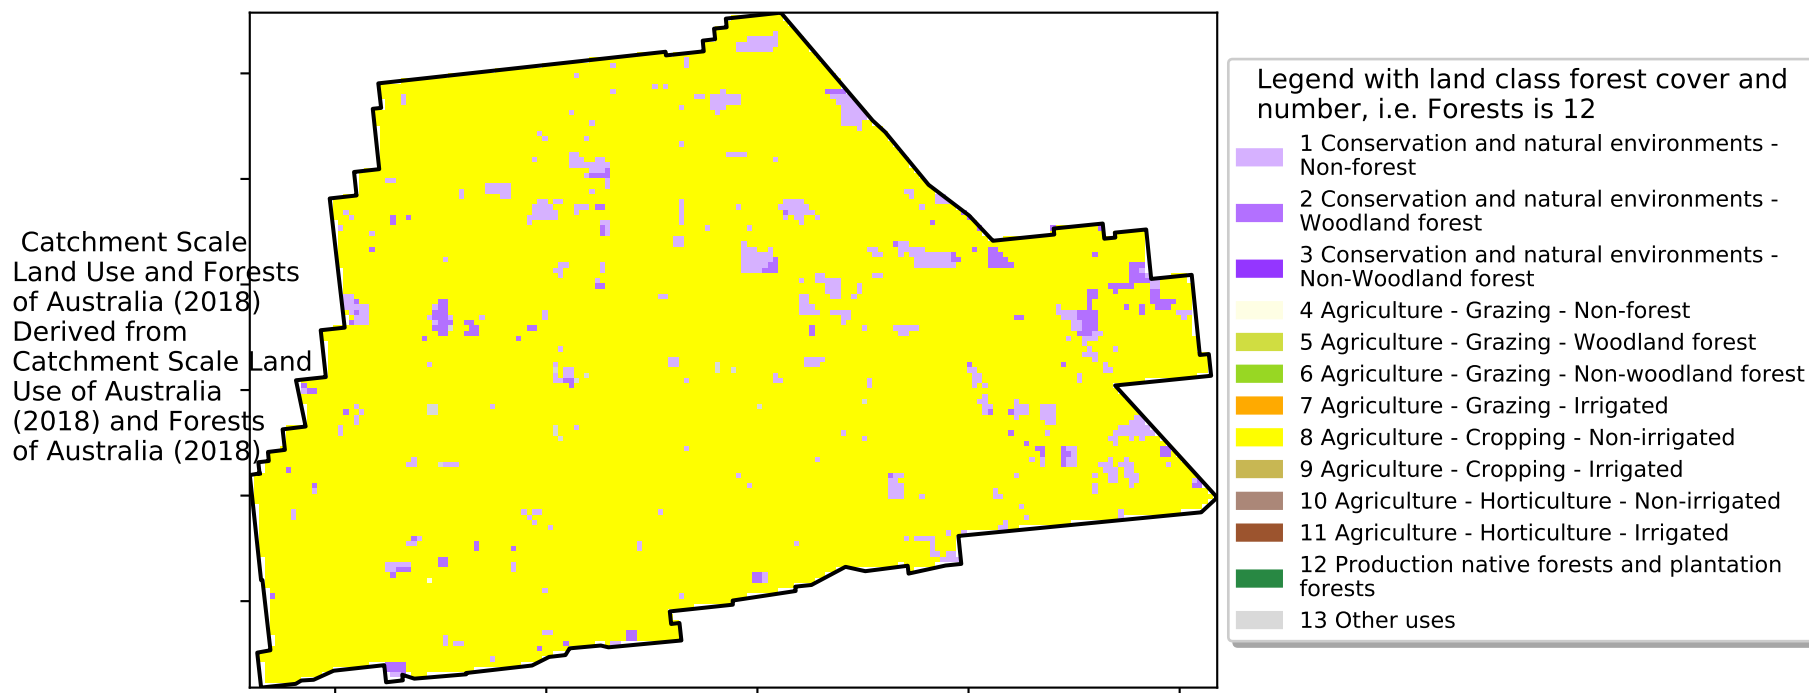 Catchment Scale
Land Use and Forests
of Australia (2018)
Derived from
Catchment Scale Land
Use of Australia
(2018) and Forests
of Australia (2018)
Legend with land class forest cover and
number, i.e. Forests is 12
1 Conservation and natural environments -
Non-forest
2 Conservation and natural environments -
Woodland forest
3 Conservation and natural environments -
Non-Woodland forest
4 Agriculture - Grazing - Non-forest
5 Agriculture - Grazing - Woodland forest
6 Agriculture - Grazing - Non-woodland forest
7 Agriculture - Grazing - Irrigated
8 Agriculture - Cropping - Non-irrigated
9 Agriculture - Cropping - Irrigated
10 Agriculture - Horticulture - Non-irrigated
11 Agriculture - Horticulture - Irrigated
12 Production native forests and plantation
forests
13 Other uses